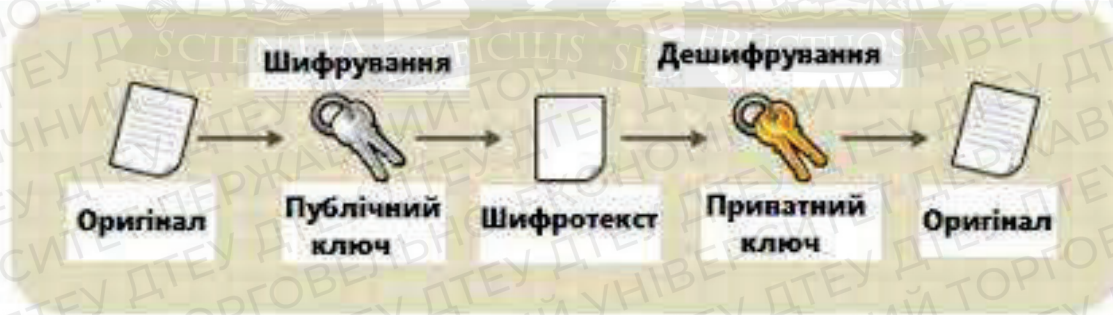 Шифрування
Дешифрування
Оригінал
Публічний
ключ
Шифротекст
Приватний
ключ
Оригінал